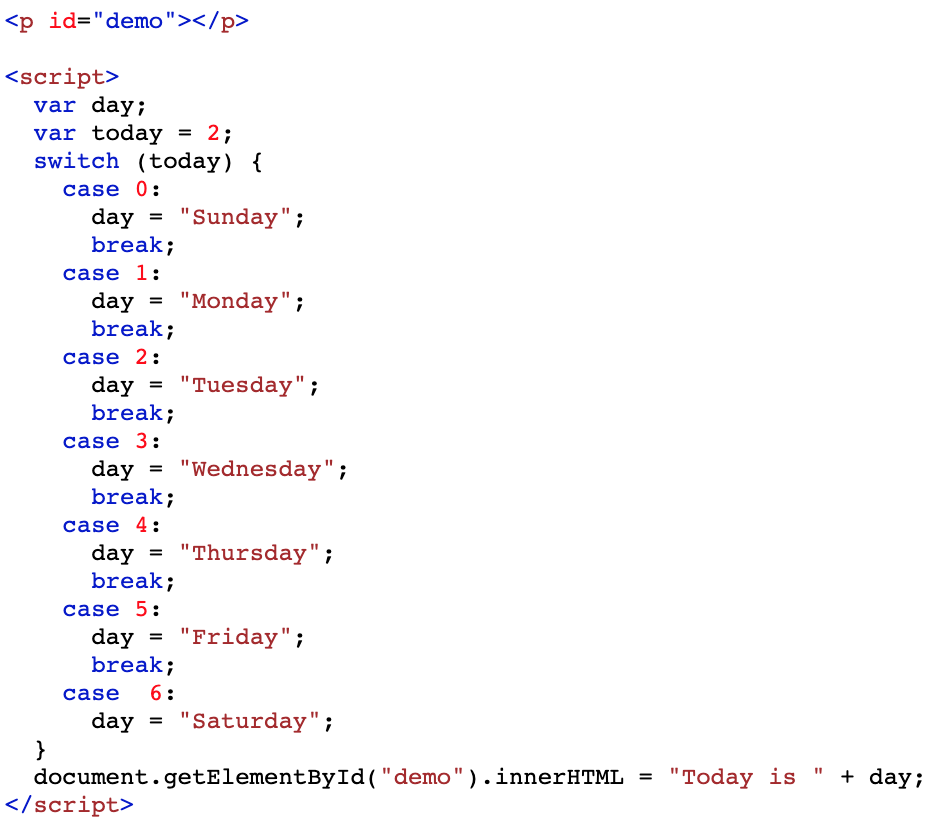 <p id="demo"></p>

<script>
  var day;
  var today = 2;
  switch (today) {
    case 0:
      day = "Sunday";
      break;
    case 1:
      day = "Monday";
      break;
    case 2:
      day = "Tuesday";
      break;
    case 3:
      day = "Wednesday";
      break;
    case 4:
      day = "Thursday";
      break;
    case 5:
      day = "Friday";
      break;
    case  6:
      day = "Saturday";
  }
  document.getElementById("demo").innerHTML = "Today is " + day;
</script>